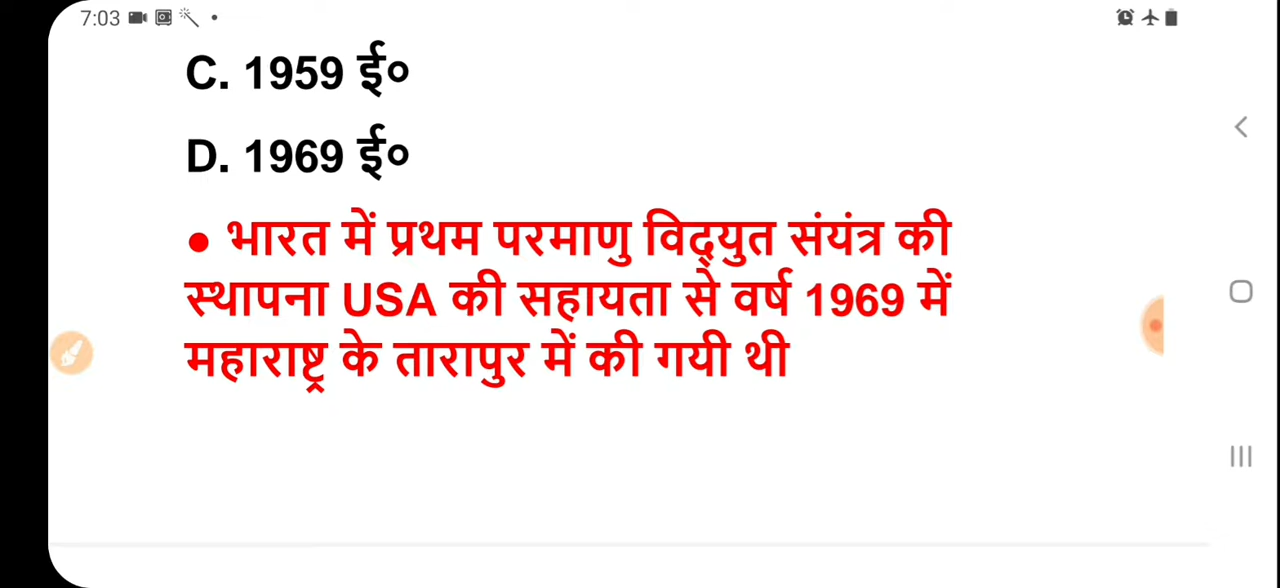 7:03
C. 1959 ई०
D. 1969 ई०
● भारत में प्रथम परमाणु विद्युत संयंत्र की
स्थापना USA की सहायता से वर्ष 1969 में
महाराष्ट्र के तारापुर में की गयी थी